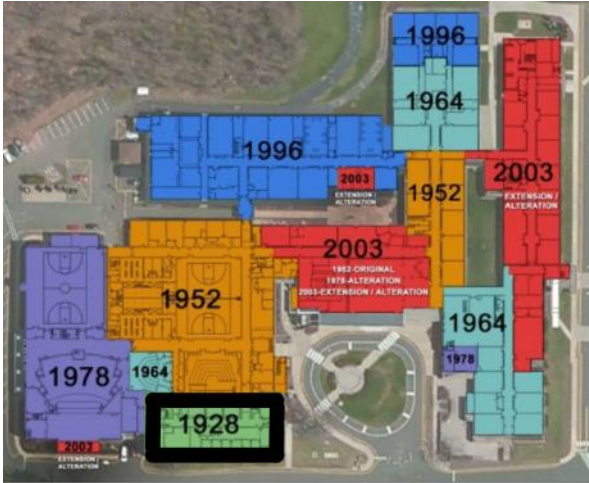 1996
1964
1996
2003
EXTENSION /
ALTERATION
1952
2003
EXTENSION /
ALTERATION
2003
1952-ORIGINAL
1978-ALTERATION
2003-EXTENSION / ALTERATION
1952
1964
1978
1978
1964
1928
2003
EXTENSION /
ALTERATION